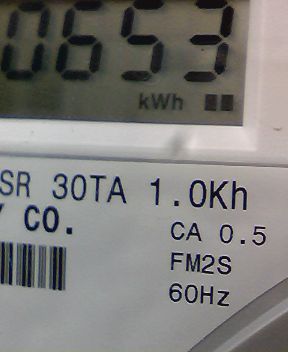 0653
kWh
SR 30TA 1.0Kh
Y CO.
CA 0.5
FM2S
60Hz